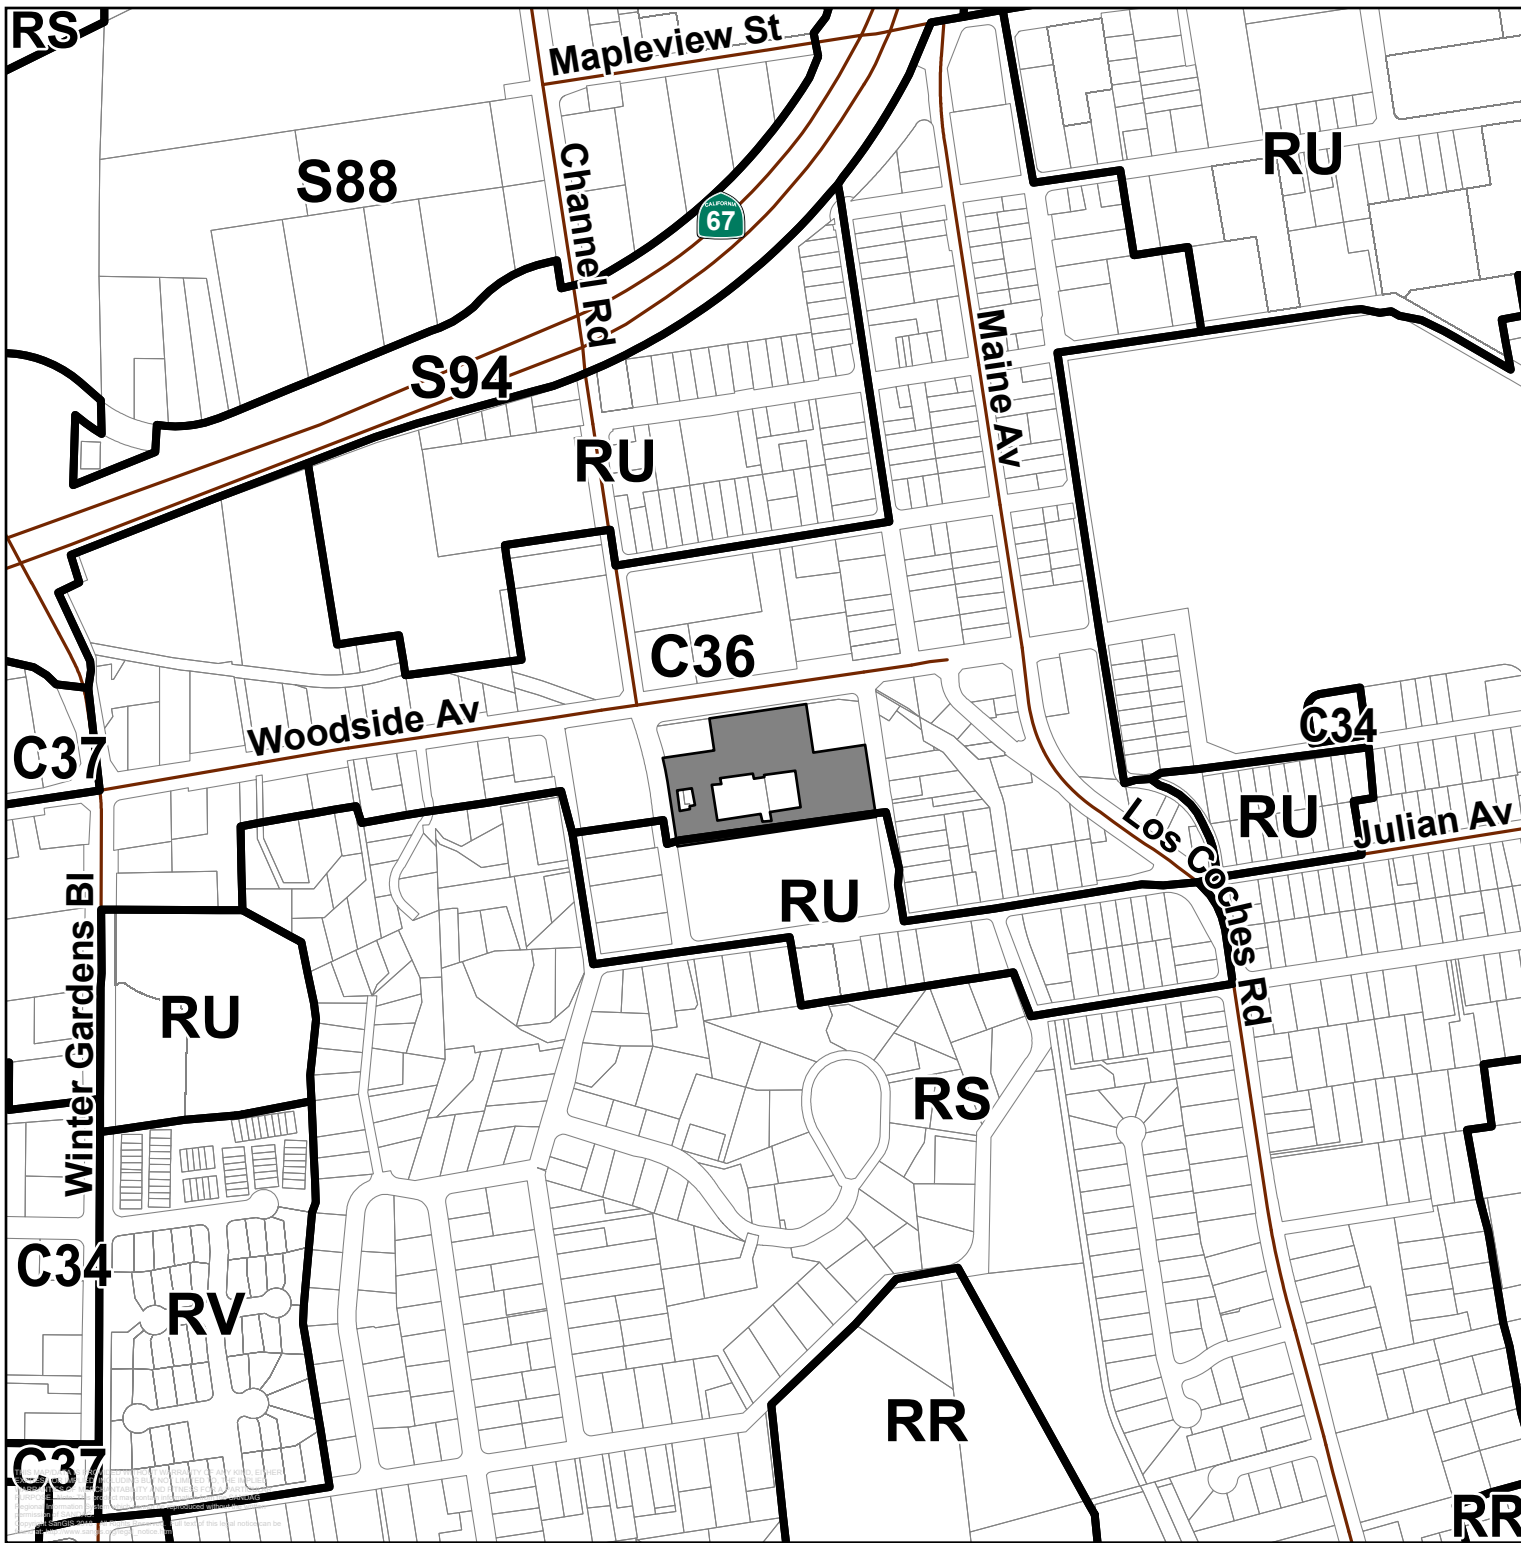 RS
Mapleview St
S88
Channel Rd
RU
CALIFORNIA
67
S94
Maine Av
RU
C36
Woodside Av
C37
C34
RU
Julian Av
Los Coches Rd
RU
Winter Gardens Bl
RU
RS
C34
RV
RR
C37
RR